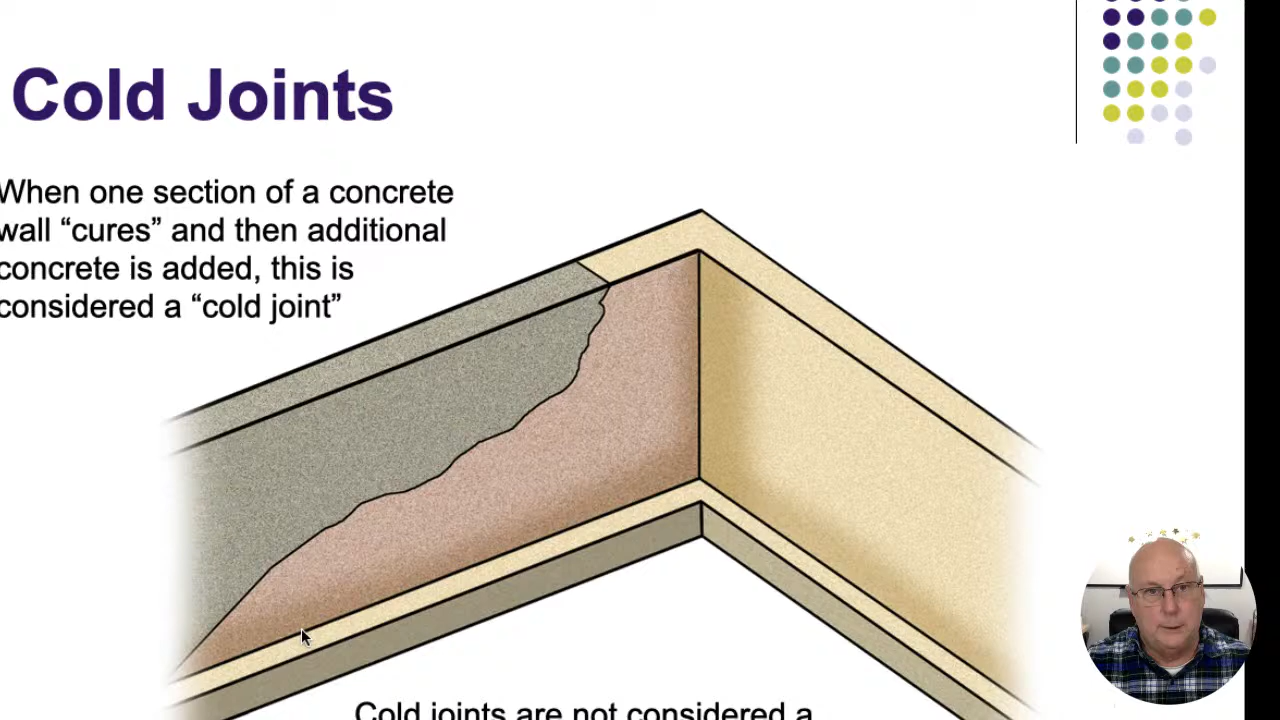 Cold Joints
When one section of a concrete
wall “cures” and then additional
concrete is added, this is
considered a “cold joint”
Cold joints are not considered a